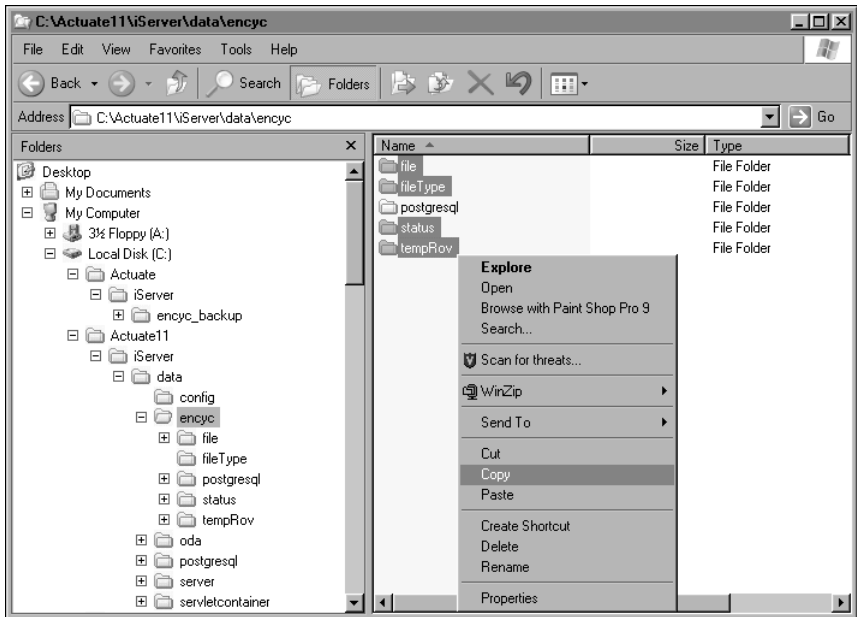 C:\Actuate11\iServer\data\encyc
File Edit View Favorites Tools Help
Back Search Folders
Address C:\Actuate11\iServer\data\encyc Go
Folders
Desktop
My Documents
My Computer
3½ Floppy (A:)
Local Disk (C:)
Actuate
iServer
encyc_backup
Actuate11
iServer
data
config
encyc
file
fileType
postgresql
status
tempRov
oda
postgresql
server
servletcontainer
Name Size Type
file File Folder
fileType File Folder
postgresql File Folder
status File Folder
tempRov File Folder
Explore
Open
Browse with Paint Shop Pro 9
Search...
Scan for threats...
WinZip
Send To
Cut
Copy
Paste
Create Shortcut
Delete
Rename
Properties